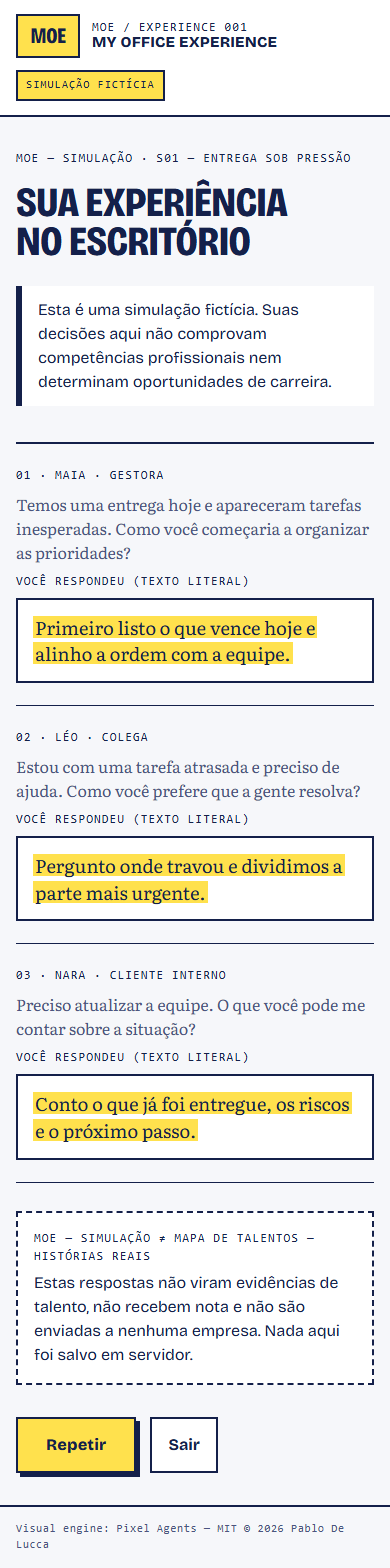 MOE
MOE / EXPERIENCE 001
MY OFFICE EXPERIENCE
SIMULAÇÃO FICTÍCIA
MOE — SIMULAÇÃO · S01 — ENTREGA SOB PRESSÃO
SUA EXPERIÊNCIA
NO ESCRITÓRIO
Esta é uma simulação fictícia. Suas
decisões aqui não comprovam
competências profissionais nem
determinam oportunidades de carreira.
01 · MAIA · GESTORA
Temos uma entrega hoje e apareceram tarefas
inesperadas. Como você começaria a organizar
as prioridades?
VOCÊ RESPONDEU (TEXTO LITERAL)
Primeiro listo o que vence hoje e
alinho a ordem com a equipe.
02 · LÉO · COLEGA
Estou com uma tarefa atrasada e preciso de
ajuda. Como você prefere que a gente resolva?
VOCÊ RESPONDEU (TEXTO LITERAL)
Pergunto onde travou e dividimos a
parte mais urgente.
03 · NARA · CLIENTE INTERNO
Preciso atualizar a equipe. O que você pode me
contar sobre a situação?
VOCÊ RESPONDEU (TEXTO LITERAL)
Conto o que já foi entregue, os riscos
e o próximo passo.
MOE — SIMULAÇÃO ≠ MAPA DE TALENTOS —
HISTÓRIAS REAIS
Estas respostas não viram evidências de
talento, não recebem nota e não são
enviadas a nenhuma empresa. Nada aqui
foi salvo em servidor.
Repetir
Sair
Visual engine: Pixel Agents — MIT © 2026 Pablo De
Lucca